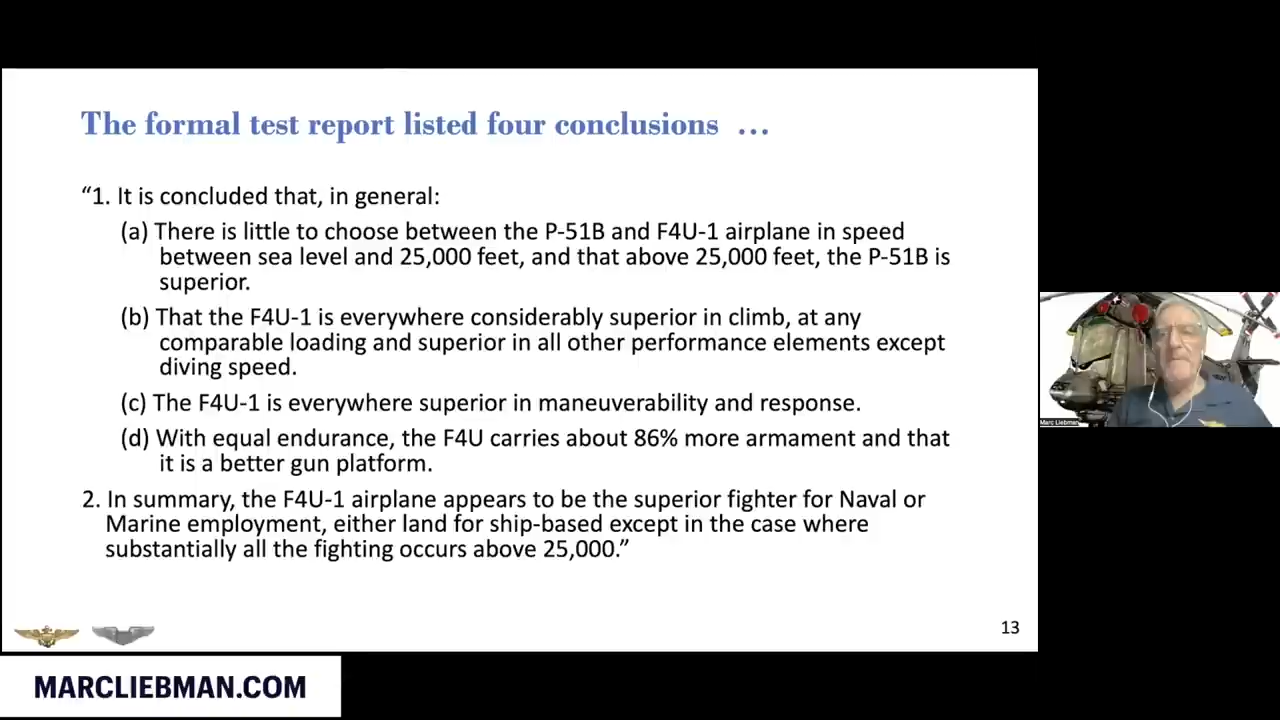 The formal test report listed four conclusions ...
“1. It is concluded that, in general:
(a) There is little to choose between the P-51B and F4U-1 airplane in speed
between sea level and 25,000 feet, and that above 25,000 feet, the P-51B is
superior.
(b) That the F4U-1 is everywhere considerably superior in climb, at any
comparable loading and superior in all other performance elements except
diving speed.
(c) The F4U-1 is everywhere superior in maneuverability and response.
(d) With equal endurance, the F4U carries about 86% more armament and that
it is a better gun platform.
2. In summary, the F4U-1 airplane appears to be the superior fighter for Naval or
Marine employment, either land for ship-based except in the case where
substantially all the fighting occurs above 25,000.”
13
Marc Liebman
MARCLIEBMAN.COM